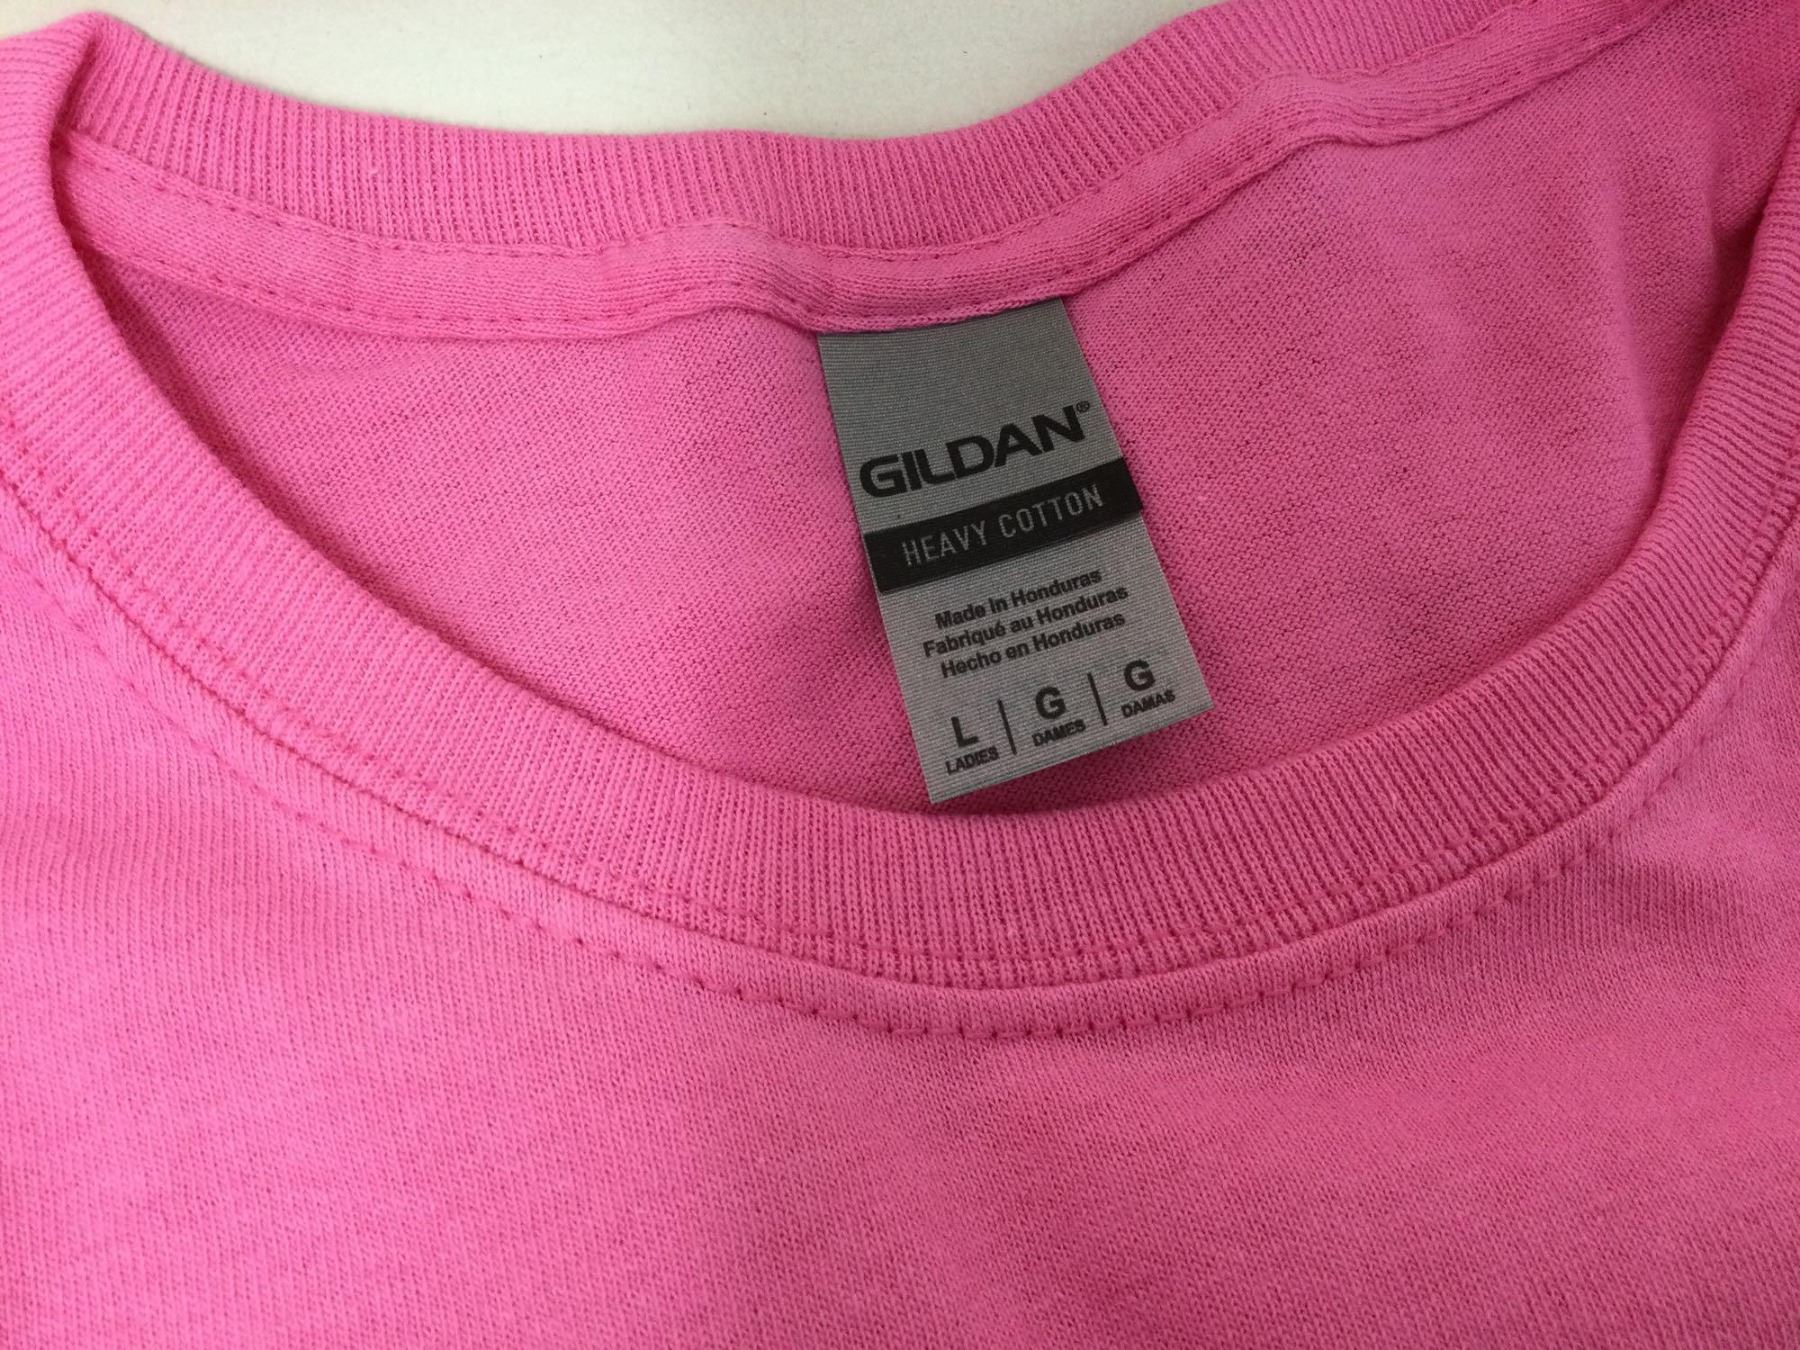 GILDAN®
HEAVY COTTON
Made in Honduras
Fabriqué au Honduras
Hecho en Honduras
L | G | G
LADIES DAMES DAMAS